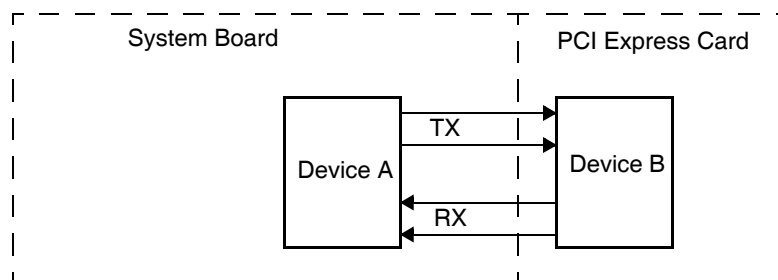 System Board
PCI Express Card
TX
Device A
Device B
RX